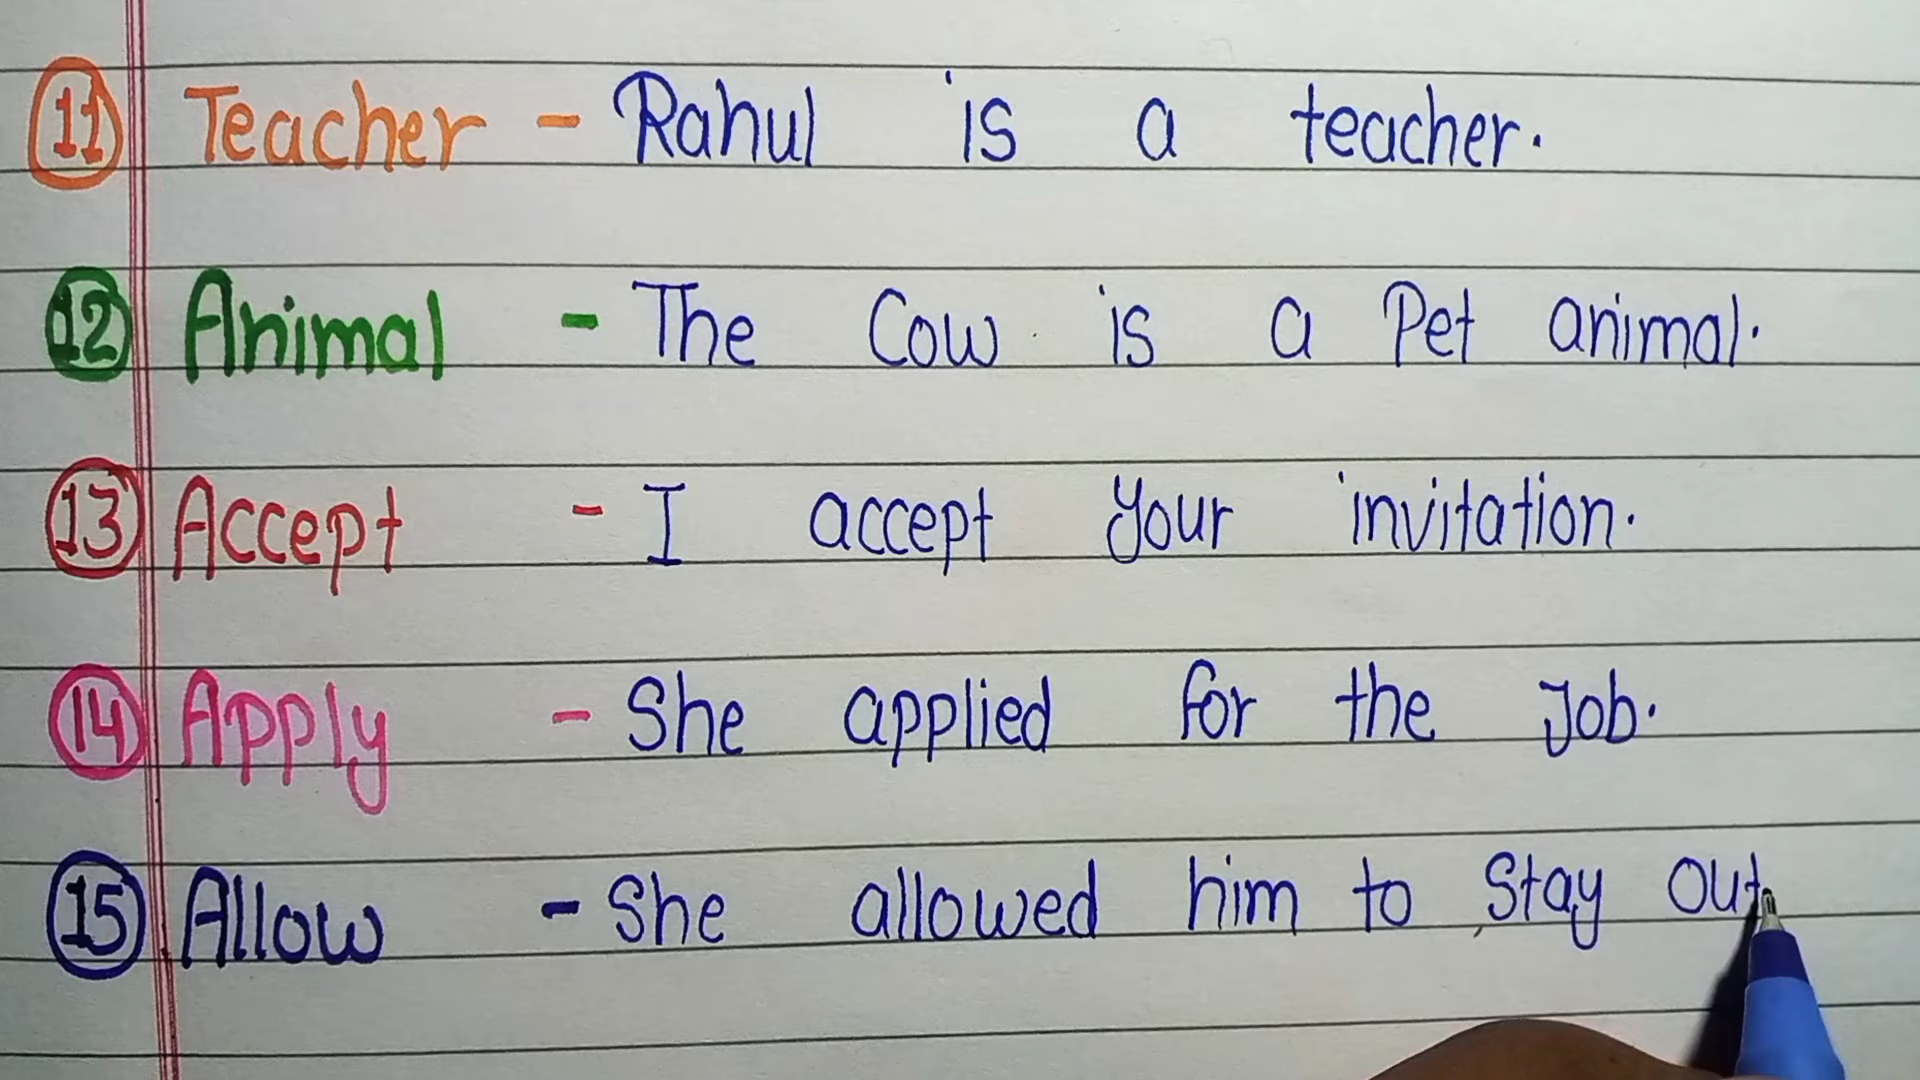 11 Teacher - Rahul is a teacher.
12 Animal - The Cow is a Pet animal.
13 Accept - I accept your invitation.
14 Apply - She applied for the Job.
15 Allow - She allowed him to Stay out